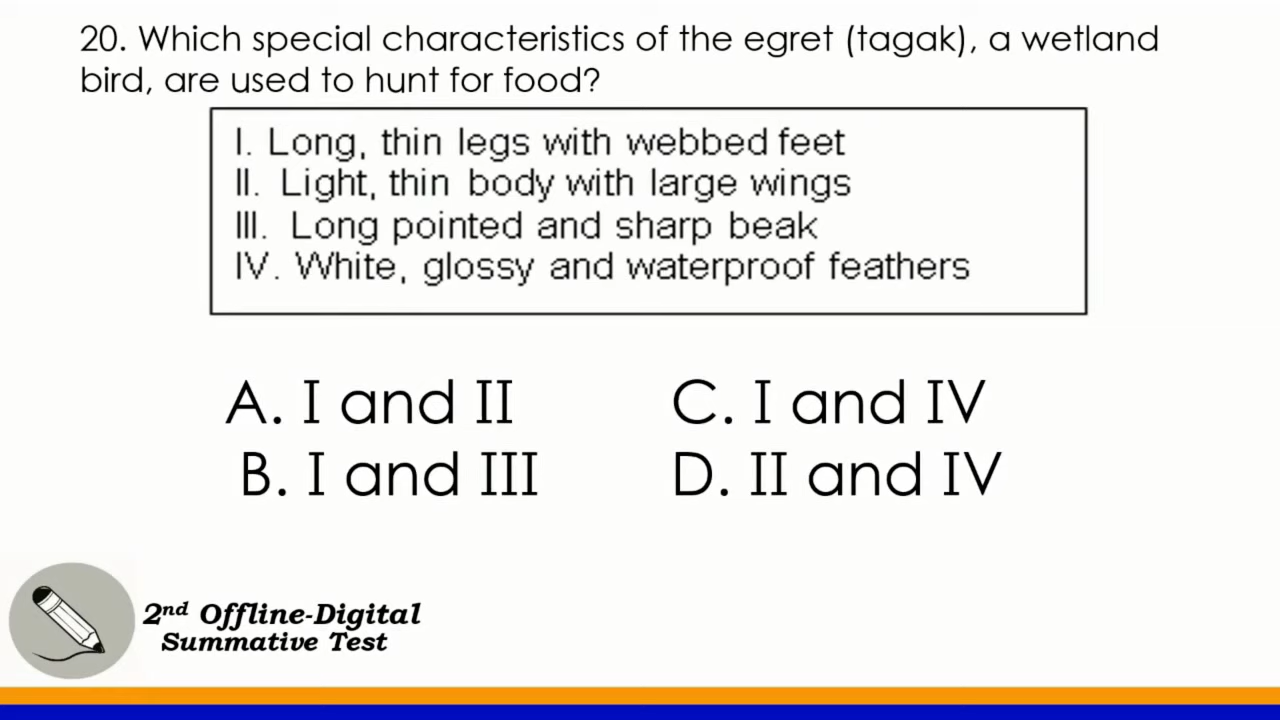 20. Which special characteristics of the egret (tagak), a wetland
bird, are used to hunt for food?
I. Long, thin legs with webbed feet
II. Light, thin body with large wings
III. Long pointed and sharp beak
IV. White, glossy and waterproof feathers
A. I and II
B. I and III
C. I and IV
D. II and IV
2nd Offline-Digital
Summative Test